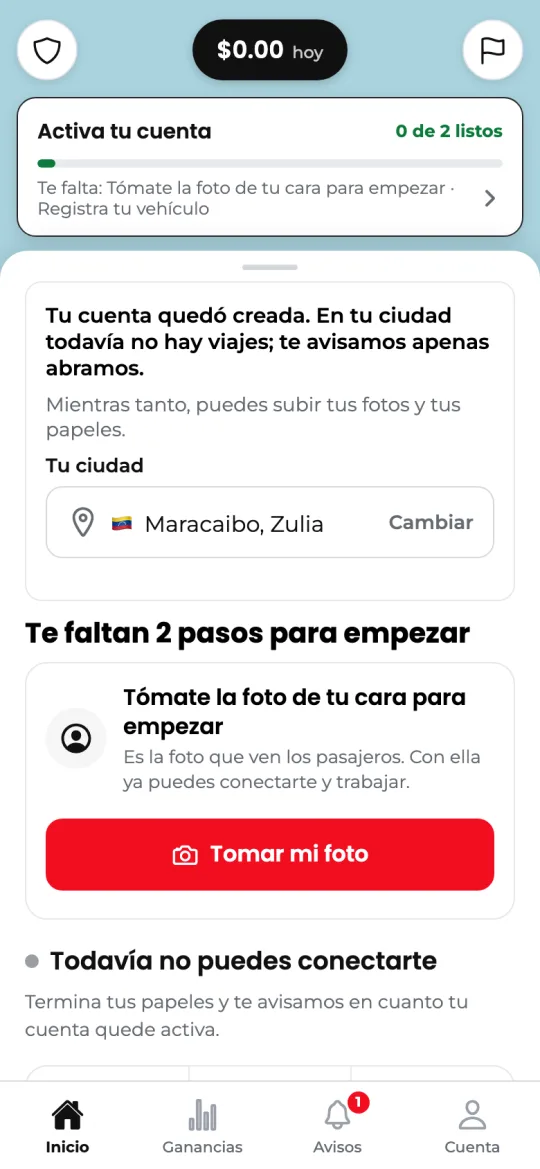 $0.00 hoy
Activa tu cuenta
0 de 2 listos
Te falta: Tómate la foto de tu cara para empezar ·
Registra tu vehículo
Tu cuenta quedó creada. En tu ciudad
todavía no hay viajes; te avisamos apenas
abramos.
Mientras tanto, puedes subir tus fotos y tus
papeles.
Tu ciudad
Maracaibo, Zulia
Cambiar
Te faltan 2 pasos para empezar
Tómate la foto de tu cara para
empezar
Es la foto que ven los pasajeros. Con ella
ya puedes conectarte y trabajar.
Tomar mi foto
Todavía no puedes conectarte
Termina tus papeles y te avisamos en cuanto tu
cuenta quede activa.
1
Inicio
Ganancias
Avisos
Cuenta